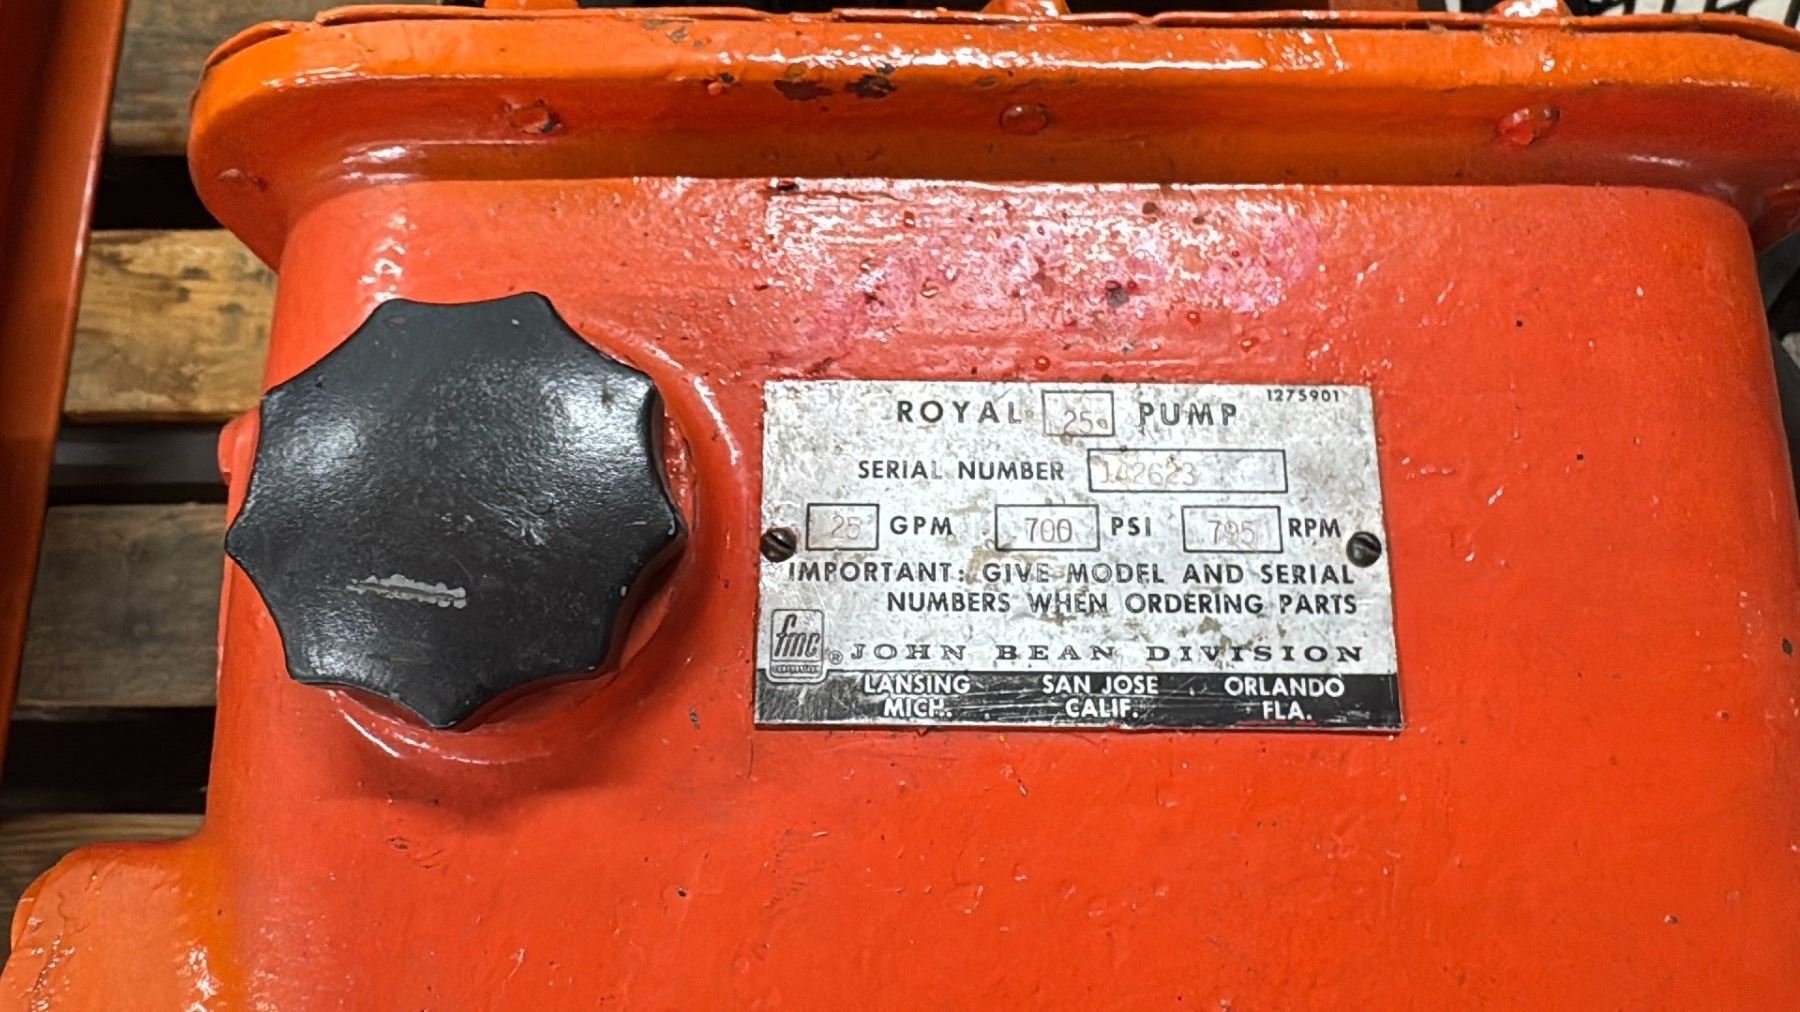 1275901
ROYAL 25 PUMP
SERIAL NUMBER 142623
25 GPM 700 PSI 795 RPM
IMPORTANT: GIVE MODEL AND SERIAL
NUMBERS WHEN ORDERING PARTS
fmc
CORPORATION
® JOHN BEAN DIVISION
LANSING SAN JOSE ORLANDO
MICH. CALIF. FLA.